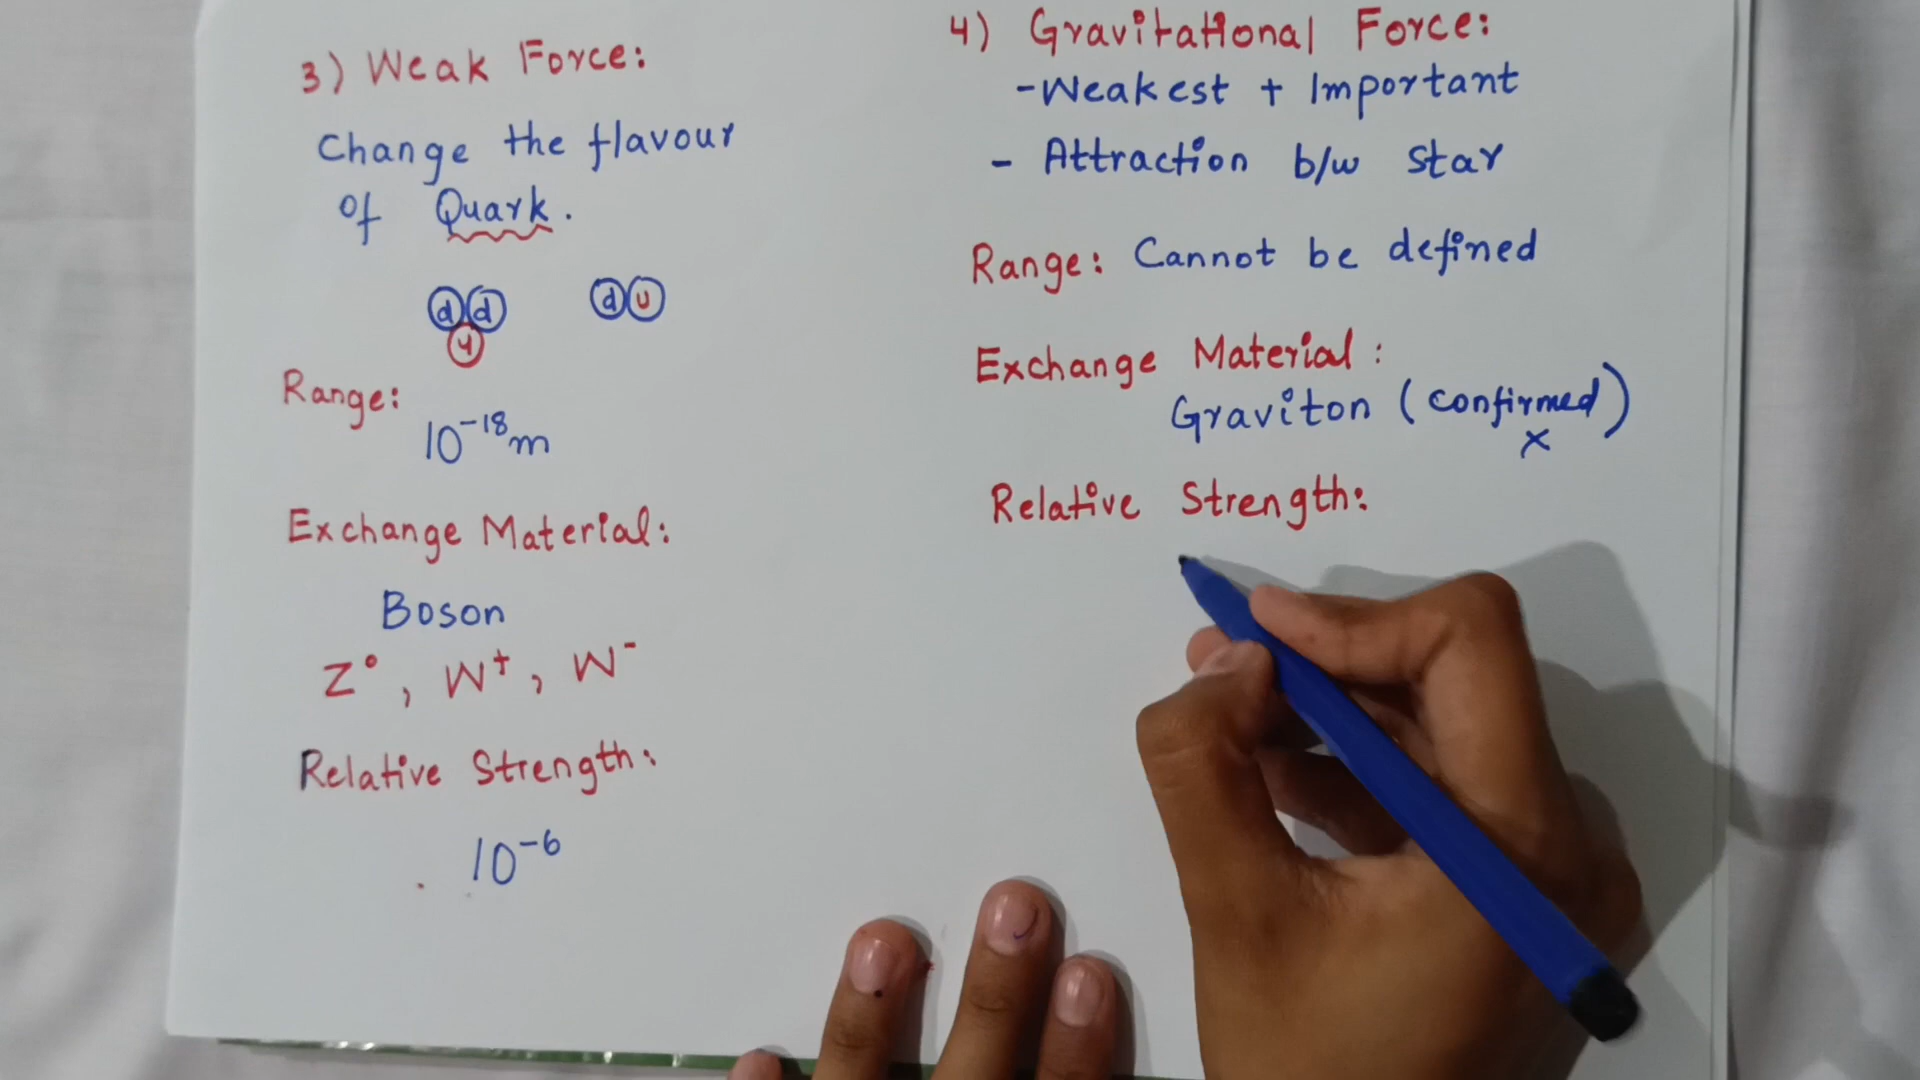 3) Weak Force:
Change the flavour
of Quark.
d d d u
u
Range:
10⁻¹⁸m
Exchange Material:
Boson
Z°, W⁺, W⁻
Relative Strength:
10⁻⁶
4) Gravitational Force:
-Weakest + Important
- Attraction b/w star
Range: Cannot be defined
Exchange Material:
Graviton (confirmed)
x
Relative Strength: